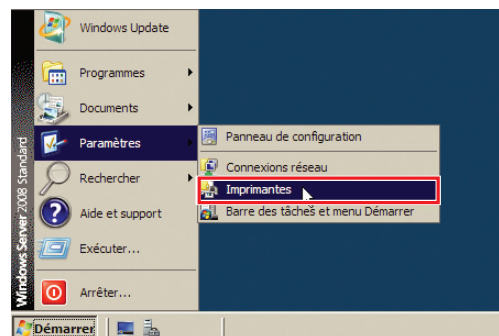 Windows Update
Programmes
Documents
Paramètres
Rechercher
Aide et support
Exécuter...
Arrêter...
Panneau de configuration
Connexions réseau
Imprimantes
Barre des tâches et menu Démarrer
Windows Server 2008 Standard
Démarrer